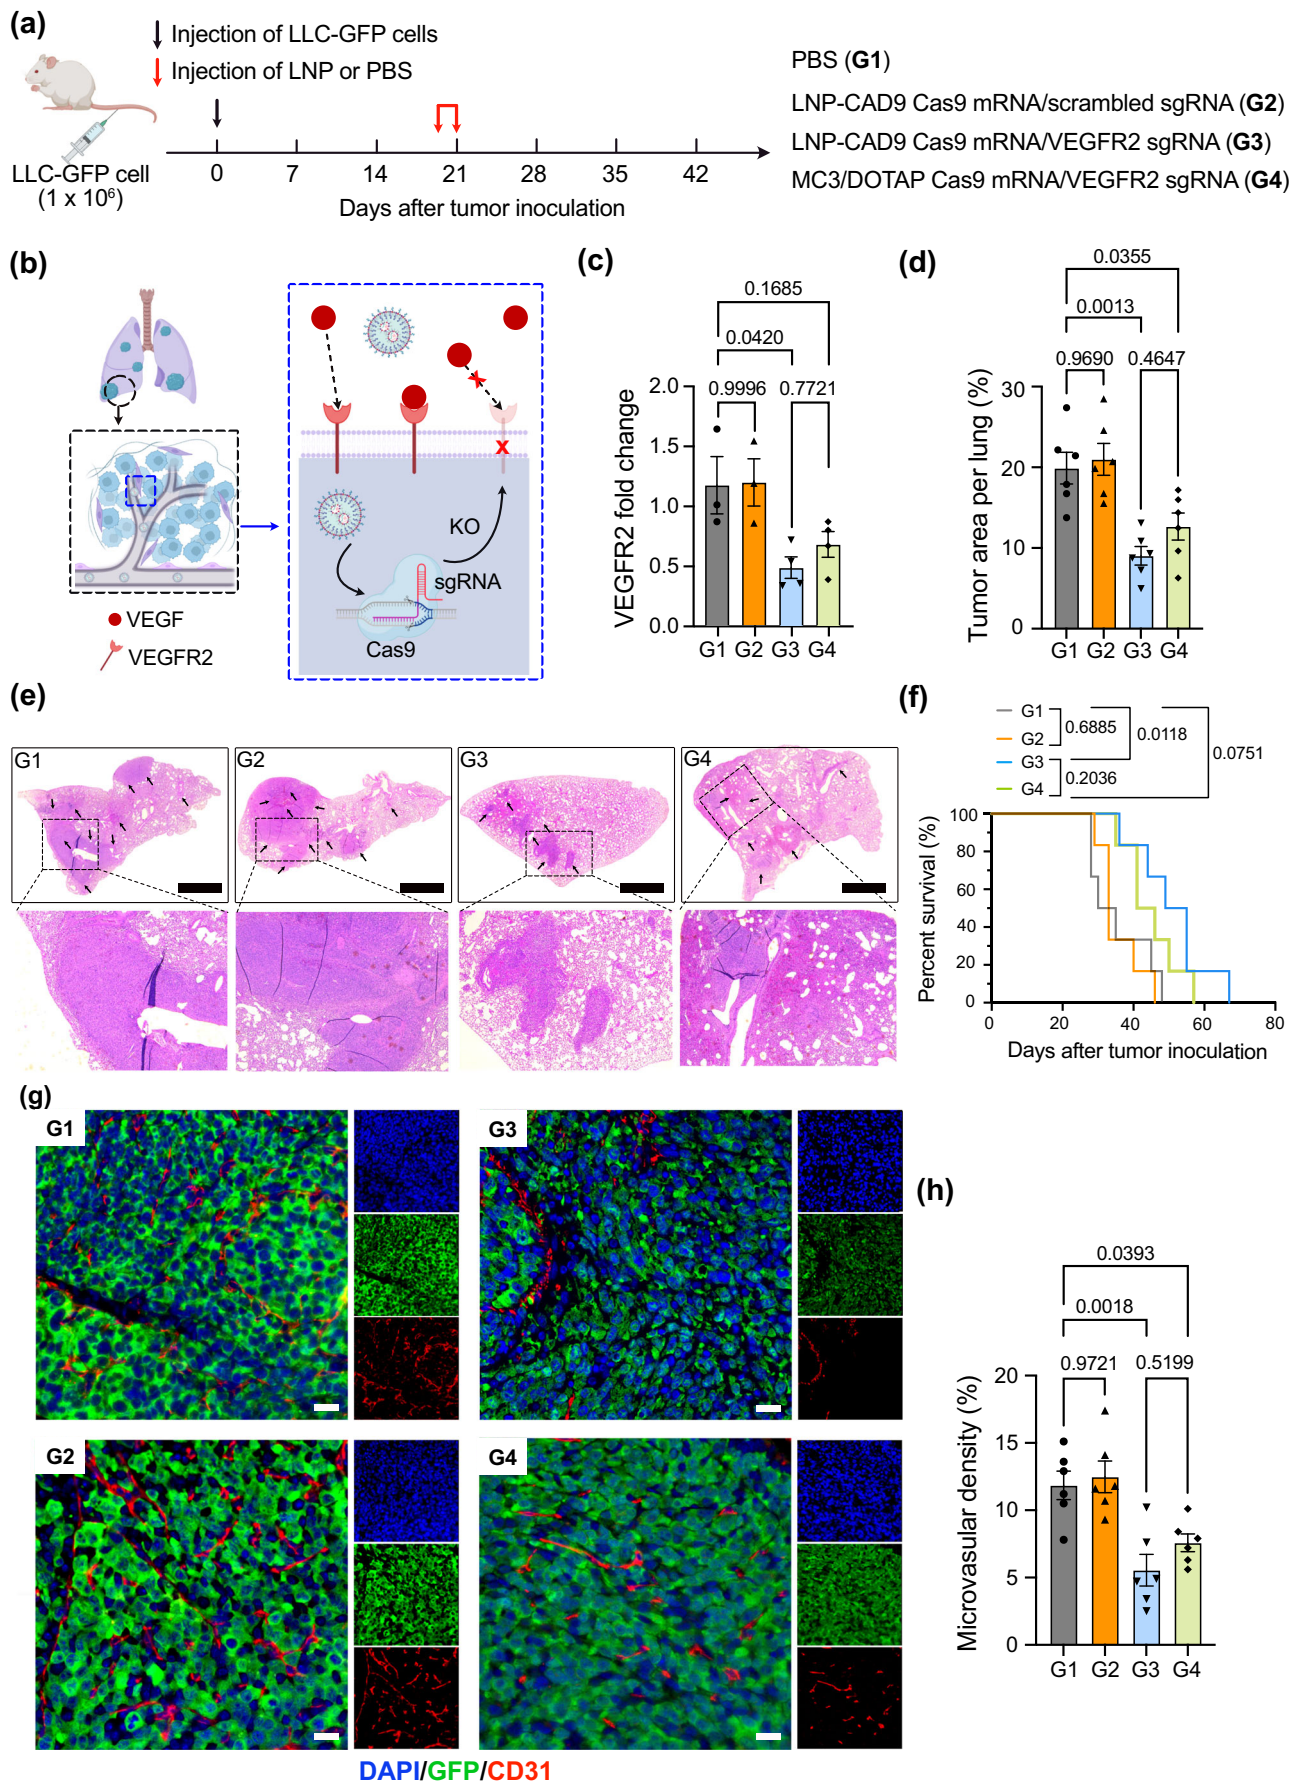 (a)
Injection of LLC-GFP cells
Injection of LNP or PBS
LLC-GFP cell
(1 x 10⁶)
0 7 14 21 28 35 42
Days after tumor inoculation
PBS (G1)
LNP-CAD9 Cas9 mRNA/scrambled sgRNA (G2)
LNP-CAD9 Cas9 mRNA/VEGFR2 sgRNA (G3)
MC3/DOTAP Cas9 mRNA/VEGFR2 sgRNA (G4)
(b)
KO
sgRNA
Cas9
VEGF
VEGFR2
(c)
0.1685
0.0420
0.9996 0.7721
2.0
1.5
1.0
0.5
0.0
VEGFR2 fold change
G1 G2 G3 G4
(d)
0.0355
0.0013
0.9690 0.4647
30
20
10
0
Tumor area per lung (%)
G1 G2 G3 G4
(e)
G1
G2
G3
G4
(f)
G1
G2
G3
G4
0.6885
0.2036
0.0118
0.0751
100
80
60
40
20
0
Percent survival (%)
0 20 40 60 80
Days after tumor inoculation
(g)
G1
G3
G2
G4
DAPI/GFP/CD31
(h)
0.0393
0.0018
0.9721 0.5199
20
15
10
5
0
Microvasular density (%)
G1 G2 G3 G4